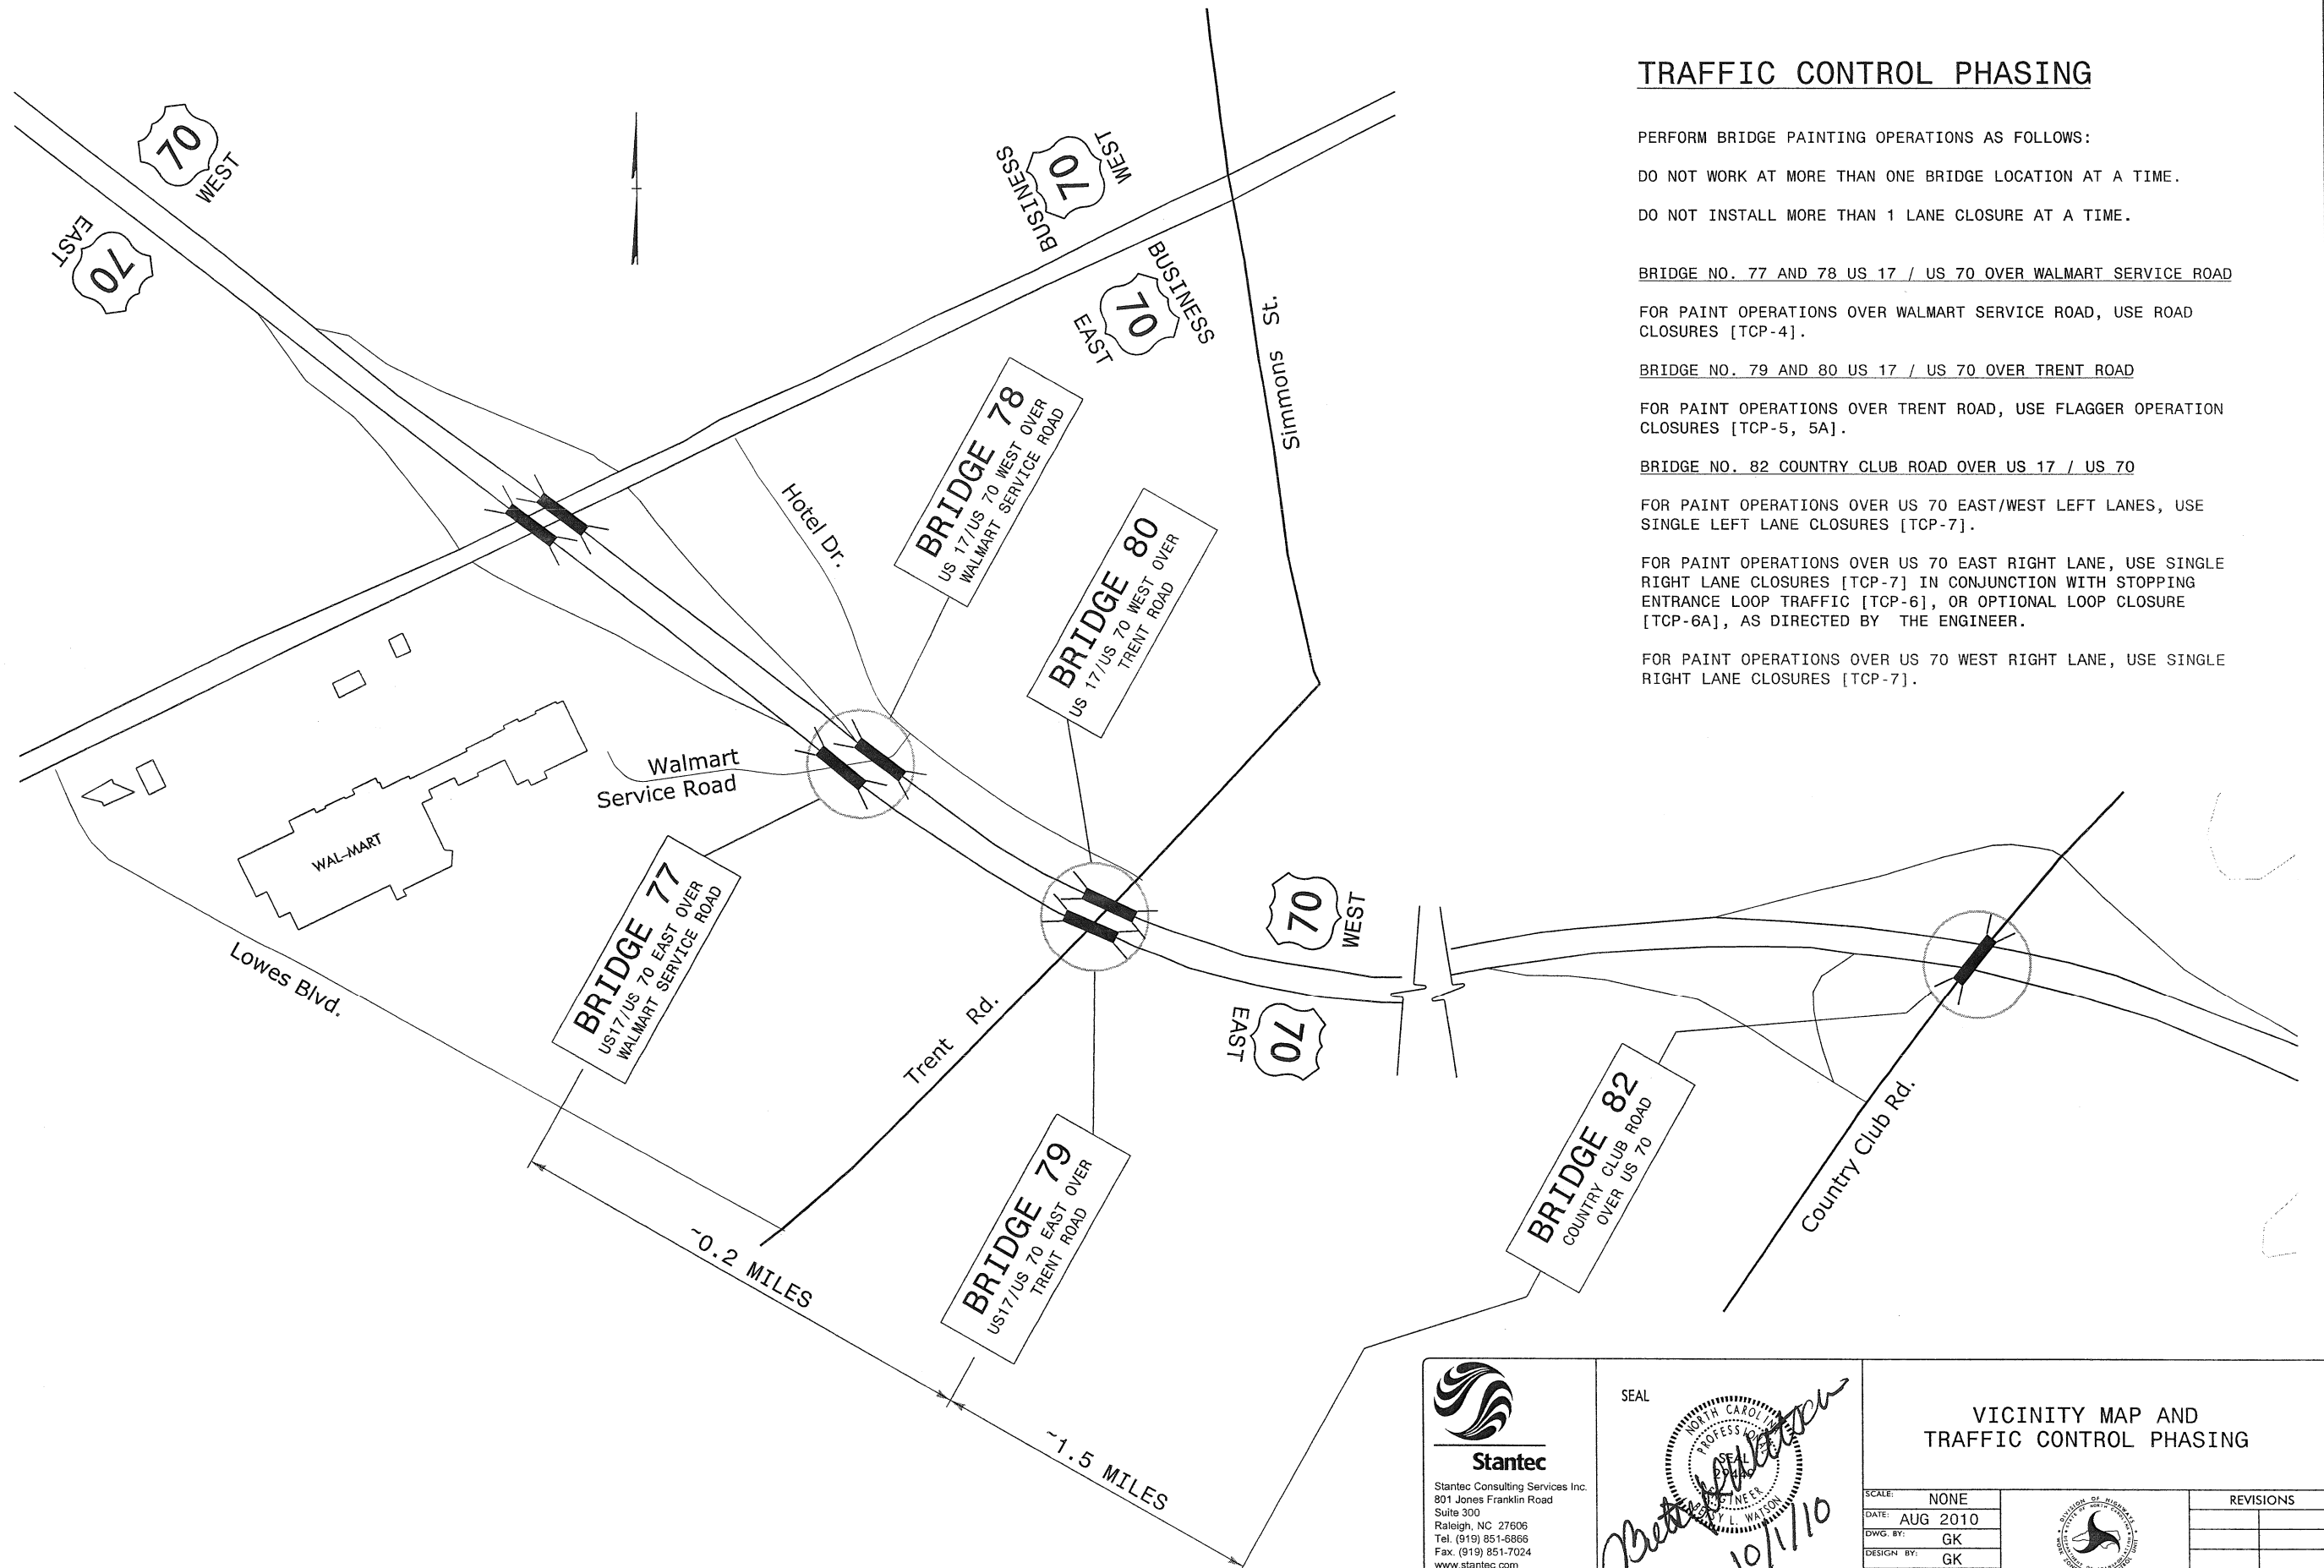 TRAFFIC CONTROL PHASING
PERFORM BRIDGE PAINTING OPERATIONS AS FOLLOWS:
DO NOT WORK AT MORE THAN ONE BRIDGE LOCATION AT A TIME.
DO NOT INSTALL MORE THAN 1 LANE CLOSURE AT A TIME.
BRIDGE NO. 77 AND 78 US 17 / US 70 OVER WALMART SERVICE ROAD
FOR PAINT OPERATIONS OVER WALMART SERVICE ROAD, USE ROAD
CLOSURES [TCP-4].
BRIDGE NO. 79 AND 80 US 17 / US 70 OVER TRENT ROAD
FOR PAINT OPERATIONS OVER TRENT ROAD, USE FLAGGER OPERATION
CLOSURES [TCP-5, 5A].
BRIDGE NO. 82 COUNTRY CLUB ROAD OVER US 17 / US 70
FOR PAINT OPERATIONS OVER US 70 EAST/WEST LEFT LANES, USE
SINGLE LEFT LANE CLOSURES [TCP-7].
FOR PAINT OPERATIONS OVER US 70 EAST RIGHT LANE, USE SINGLE
RIGHT LANE CLOSURES [TCP-7] IN CONJUNCTION WITH STOPPING
ENTRANCE LOOP TRAFFIC [TCP-6], OR OPTIONAL LOOP CLOSURE
[TCP-6A], AS DIRECTED BY THE ENGINEER.
FOR PAINT OPERATIONS OVER US 70 WEST RIGHT LANE, USE SINGLE
RIGHT LANE CLOSURES [TCP-7].
70
WEST
EAST
70
BUSINESS
70
WEST
BUSINESS
70
EAST
Simmons St.
Hotel Dr.
BRIDGE 78
US 17/US 70 WEST OVER
WALMART SERVICE ROAD
BRIDGE 80
US 17/US 70 WEST OVER
TRENT ROAD
Walmart
Service Road
WAL-MART
BRIDGE 77
US17/US 70 EAST OVER
WALMART SERVICE ROAD
Lowes Blvd.
Trent Rd.
70
WEST
EAST
70
BRIDGE 79
US17/US 70 EAST OVER
TRENT ROAD
BRIDGE 82
COUNTRY CLUB ROAD
OVER US 70
Country Club Rd.
~0.2 MILES
~1.5 MILES
Stantec
Stantec Consulting Services Inc.
801 Jones Franklin Road
Suite 300
Raleigh, NC 27606
Tel. (919) 851-6866
Fax. (919) 851-7024
www.stantec.com
SEAL
NORTH CAROLINA
PROFESSIONAL
SEAL
ENGINEER
BETSY L. WATSON
10/1/10
VICINITY MAP AND
TRAFFIC CONTROL PHASING
SCALE: NONE
DATE: AUG 2010
DWG. BY: GK
DESIGN BY: GK
REVISIONS